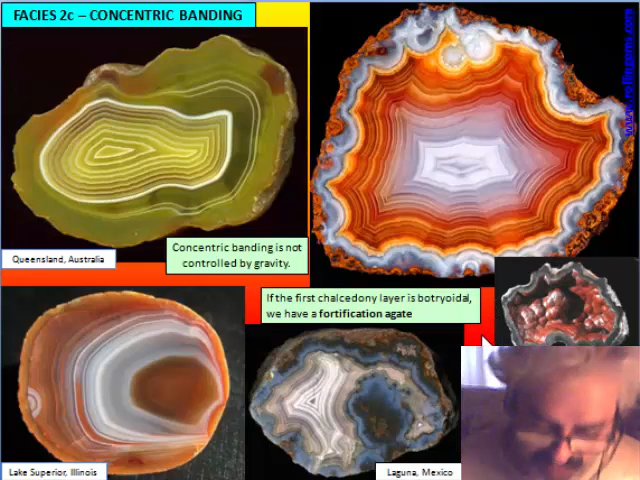 FACIES 2c – CONCENTRIC BANDING
Queensland, Australia
Concentric banding is not
controlled by gravity.
If the first chalcedony layer is botryoidal,
we have a fortification agate
Lake Superior, Illinois
Laguna, Mexico